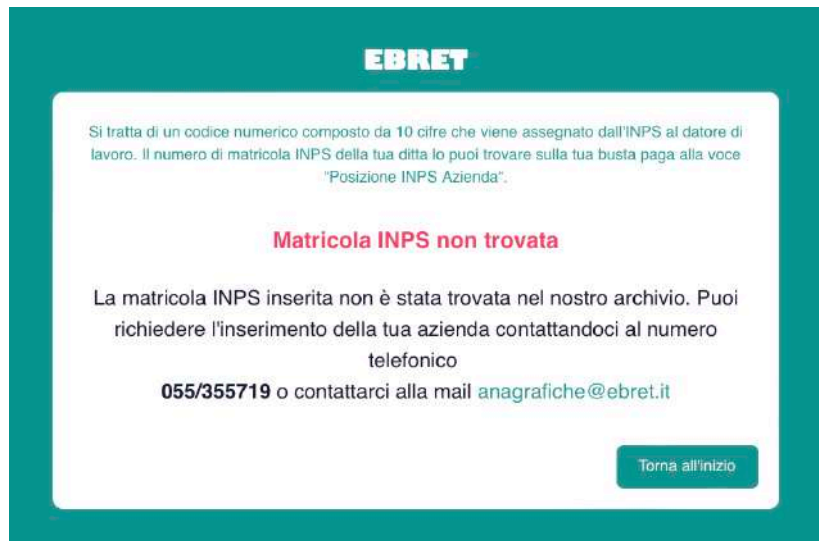 EBRET
Si tratta di un codice numerico composto da 10 cifre che viene assegnato dall'INPS al datore di
lavoro. Il numero di matricola INPS della tua ditta lo puoi trovare sulla tua busta paga alla voce
"Posizione INPS Azienda".
Matricola INPS non trovata
La matricola INPS inserita non è stata trovata nel nostro archivio. Puoi
richiedere l'inserimento della tua azienda contattandoci al numero
telefonico
055/355719 o contattarci alla mail anagrafiche@ebret.it
Torna all'inizio